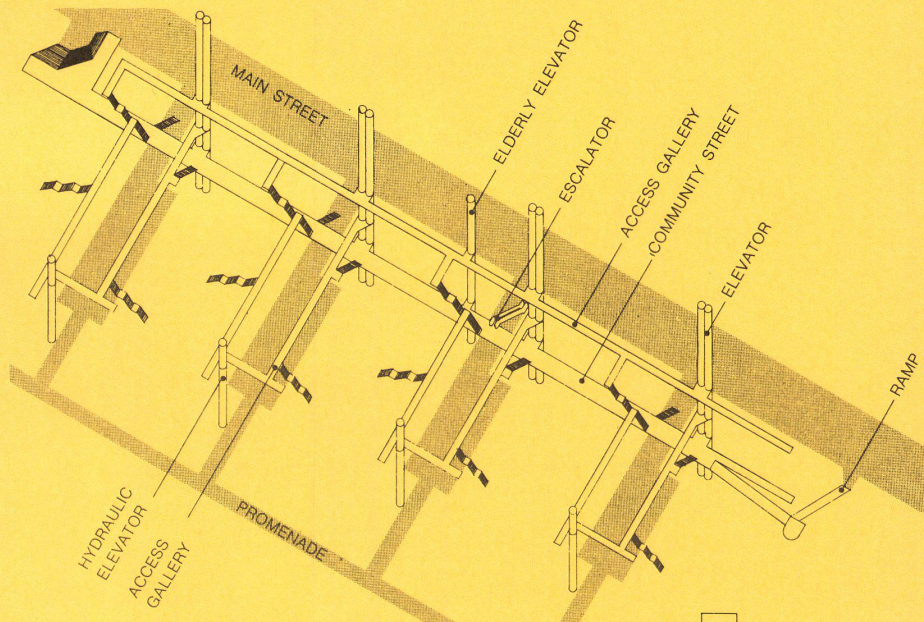 MAIN STREET
ELDERLY ELEVATOR
ESCALATOR
ACCESS GALLERY
COMMUNITY STREET
ELEVATOR
RAMP
HYDRAULIC
ELEVATOR
ACCESS
GALLERY
PROMENADE